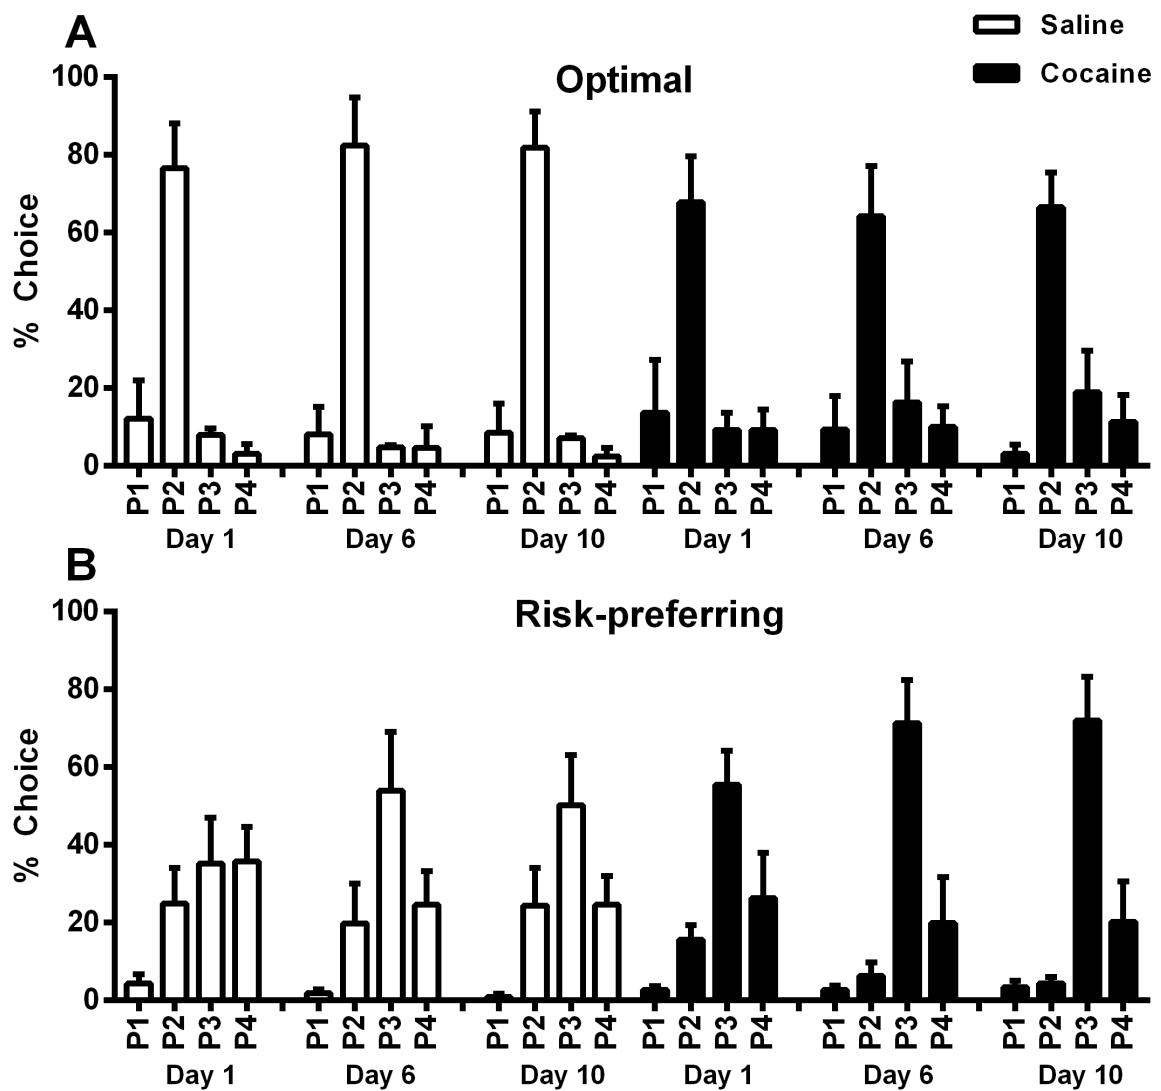 A
Saline
Cocaine
Optimal
% Choice
100
80
60
40
20
0
P1 P2 P3 P4 P1 P2 P3 P4 P1 P2 P3 P4 P1 P2 P3 P4 P1 P2 P3 P4 P1 P2 P3 P4
Day 1 Day 6 Day 10 Day 1 Day 6 Day 10
B
Risk-preferring
% Choice
100
80
60
40
20
0
P1 P2 P3 P4 P1 P2 P3 P4 P1 P2 P3 P4 P1 P2 P3 P4 P1 P2 P3 P4 P1 P2 P3 P4
Day 1 Day 6 Day 10 Day 1 Day 6 Day 10